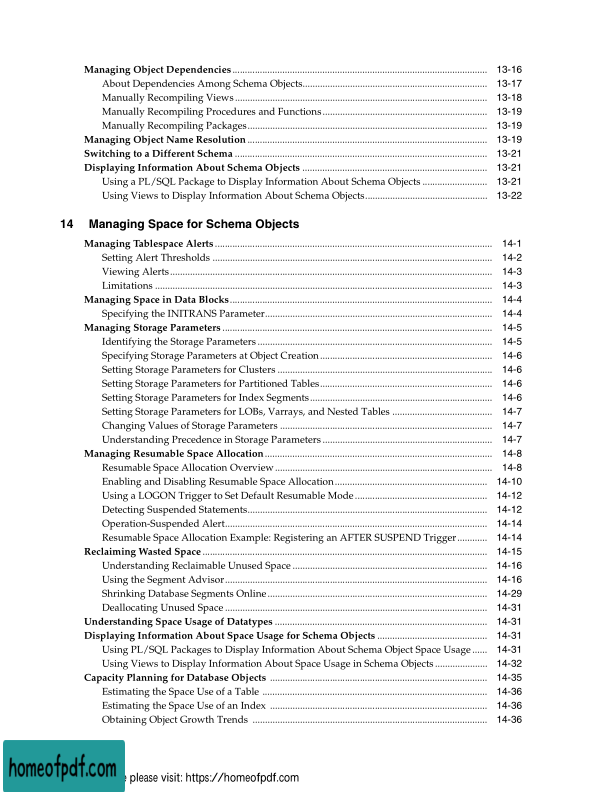 Managing Object Dependencies ........ 13-16
About Dependencies Among Schema Objects ........ 13-17
Manually Recompiling Views ........ 13-18
Manually Recompiling Procedures and Functions ........ 13-19
Manually Recompiling Packages ........ 13-19
Managing Object Name Resolution ........ 13-19
Switching to a Different Schema ........ 13-21
Displaying Information About Schema Objects ........ 13-21
Using a PL/SQL Package to Display Information About Schema Objects ........ 13-21
Using Views to Display Information About Schema Objects ........ 13-22
14 Managing Space for Schema Objects
Managing Tablespace Alerts ........ 14-1
Setting Alert Thresholds ........ 14-2
Viewing Alerts ........ 14-3
Limitations ........ 14-3
Managing Space in Data Blocks ........ 14-4
Specifying the INITRANS Parameter ........ 14-4
Managing Storage Parameters ........ 14-5
Identifying the Storage Parameters ........ 14-5
Specifying Storage Parameters at Object Creation ........ 14-6
Setting Storage Parameters for Clusters ........ 14-6
Setting Storage Parameters for Partitioned Tables ........ 14-6
Setting Storage Parameters for Index Segments ........ 14-6
Setting Storage Parameters for LOBs, Varrays, and Nested Tables ........ 14-7
Changing Values of Storage Parameters ........ 14-7
Understanding Precedence in Storage Parameters ........ 14-7
Managing Resumable Space Allocation ........ 14-8
Resumable Space Allocation Overview ........ 14-8
Enabling and Disabling Resumable Space Allocation ........ 14-10
Using a LOGON Trigger to Set Default Resumable Mode ........ 14-12
Detecting Suspended Statements ........ 14-12
Operation-Suspended Alert ........ 14-14
Resumable Space Allocation Example: Registering an AFTER SUSPEND Trigger ........ 14-14
Reclaiming Wasted Space ........ 14-15
Understanding Reclaimable Unused Space ........ 14-16
Using the Segment Advisor ........ 14-16
Shrinking Database Segments Online ........ 14-29
Deallocating Unused Space ........ 14-31
Understanding Space Usage of Datatypes ........ 14-31
Displaying Information About Space Usage for Schema Objects ........ 14-31
Using PL/SQL Packages to Display Information About Schema Object Space Usage ........ 14-31
Using Views to Display Information About Space Usage in Schema Objects ........ 14-32
Capacity Planning for Database Objects ........ 14-35
Estimating the Space Use of a Table ........ 14-36
Estimating the Space Use of an Index ........ 14-36
Obtaining Object Growth Trends ........ 14-36
homeofpdf.com
please visit: https://homeofpdf.com